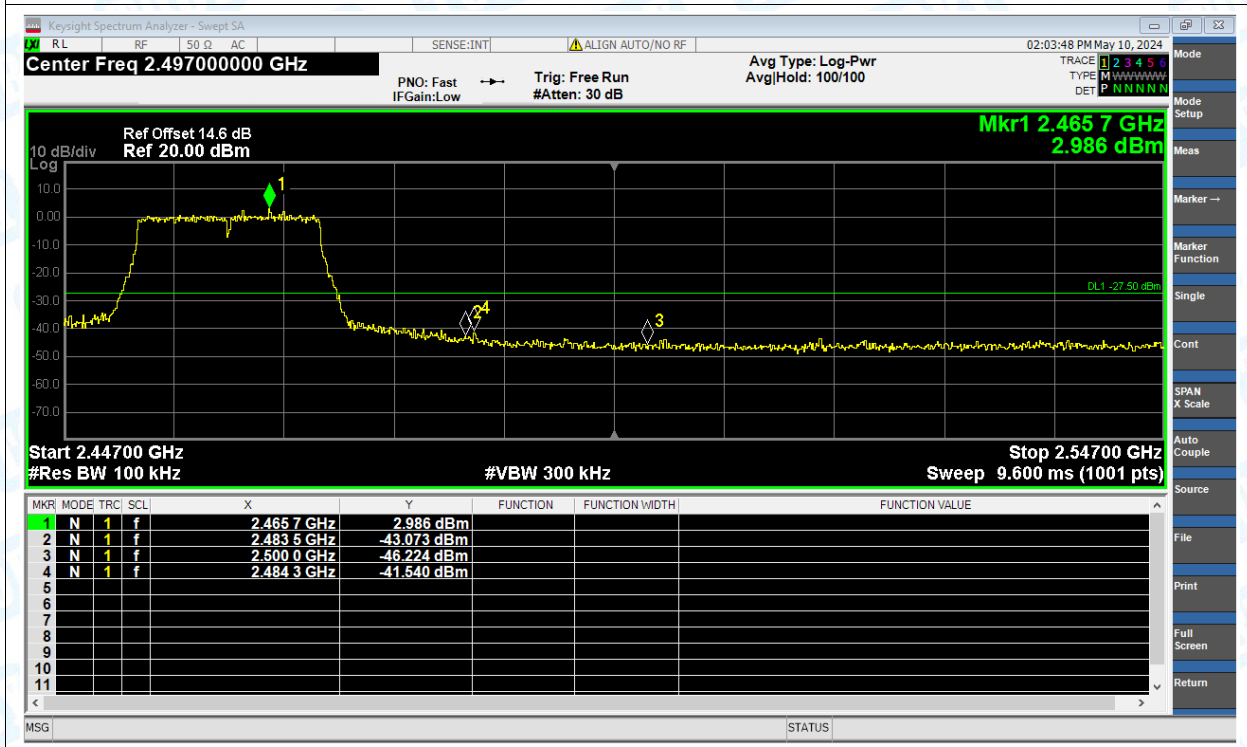 Keysight Spectrum Analyzer - Swept SA
LXI RL RF 50 Ω AC SENSE:INT ALIGN AUTO/NO RF 02:03:48 PM May 10, 2024
Center Freq 2.497000000 GHz
PNO: Fast
IFGain:Low
Trig: Free Run
#Atten: 30 dB
Avg Type: Log-Pwr
Avg|Hold: 100/100
TRACE 1 2 3 4 5 6
TYPE M WWWWW
DET P N N N N N
Mkr1 2.465 7 GHz
2.986 dBm
Ref Offset 14.6 dB
10 dB/div Ref 20.00 dBm
Log
10.0
0.00
-10.0
-20.0
-30.0
-40.0
-50.0
-60.0
-70.0
1
2
4
3
DL1 -27.50 dBm
Start 2.44700 GHz Stop 2.54700 GHz
#Res BW 100 kHz #VBW 300 kHz Sweep 9.600 ms (1001 pts)
MKR MODE TRC SCL X Y FUNCTION FUNCTION WIDTH FUNCTION VALUE
1 N 1 f 2.465 7 GHz 2.986 dBm
2 N 1 f 2.483 5 GHz -43.073 dBm
3 N 1 f 2.500 0 GHz -46.224 dBm
4 N 1 f 2.484 3 GHz -41.540 dBm
5
6
7
8
9
10
11
MSG STATUS
Mode
Mode
Setup
Meas
Marker →
Marker
Function
Single
Cont
SPAN
X Scale
Auto
Couple
Source
File
Print
Full
Screen
Return